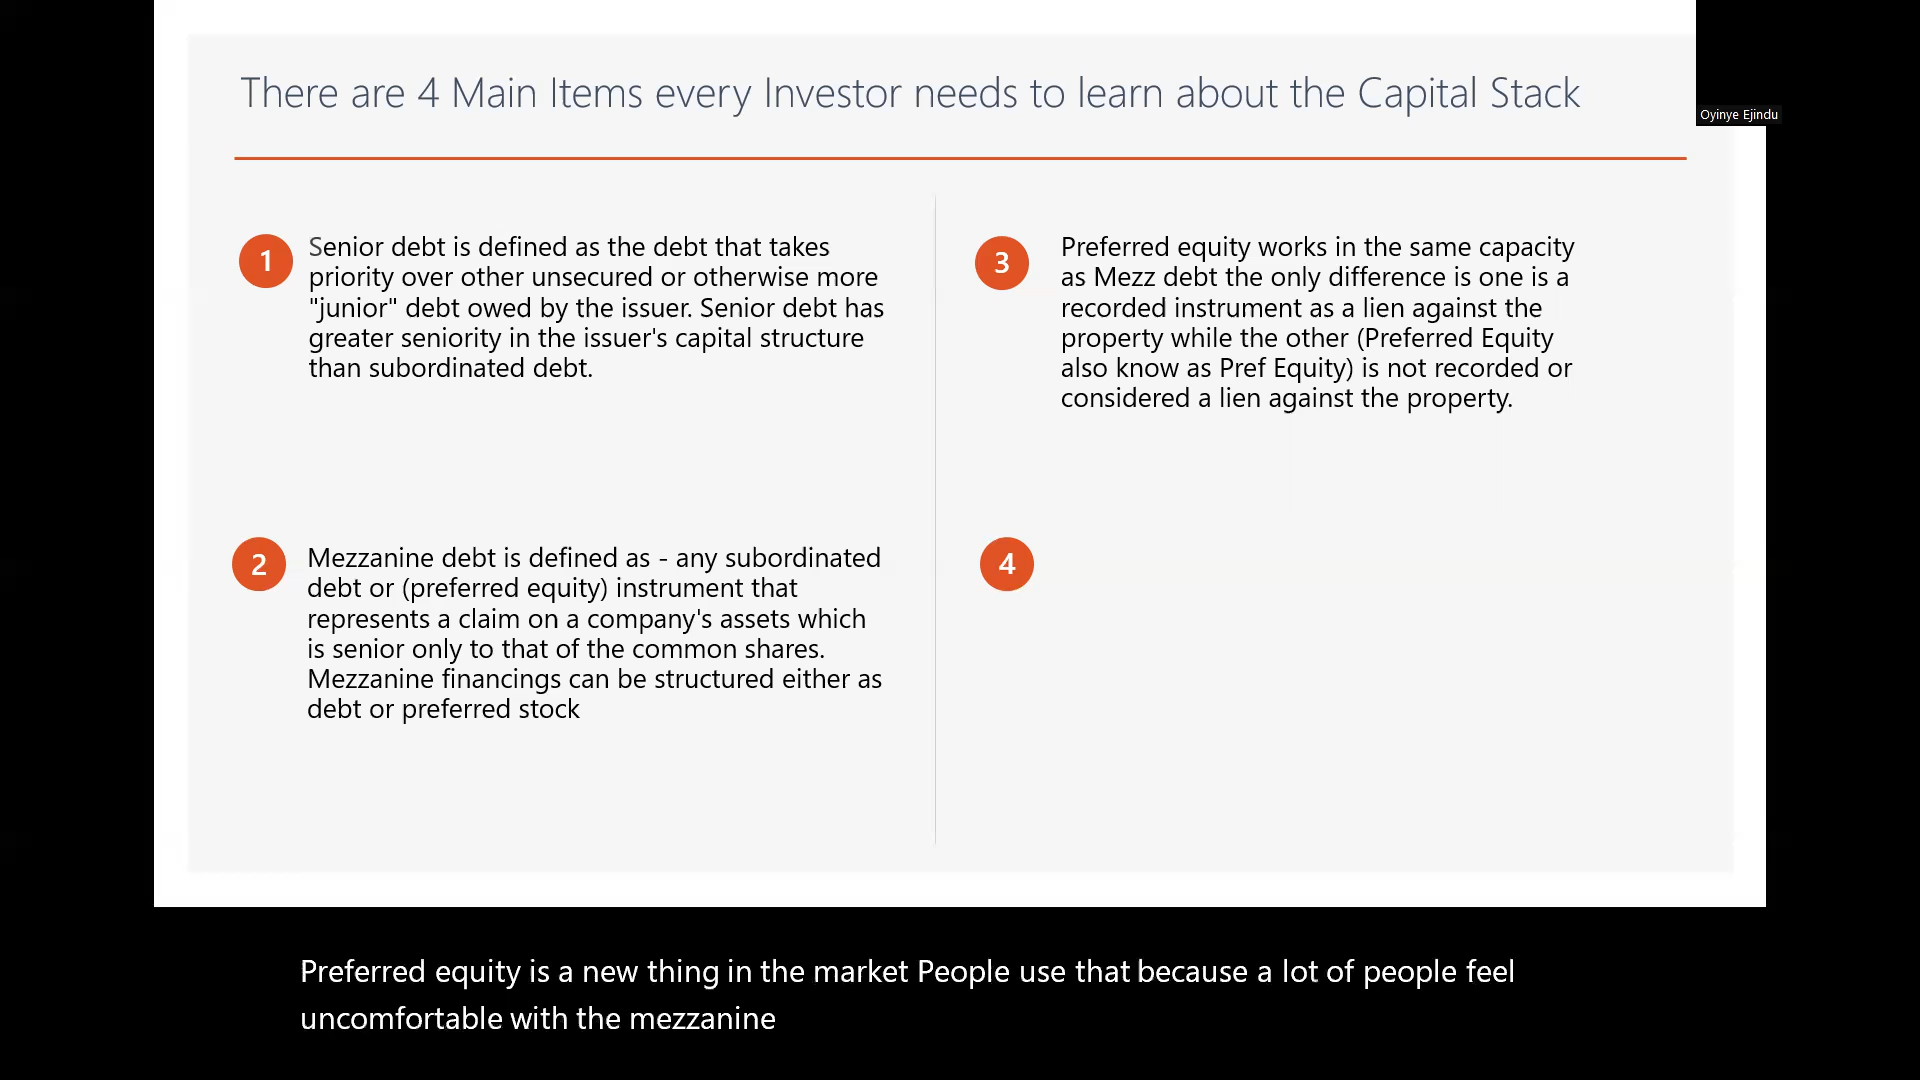 There are 4 Main Items every Investor needs to learn about the Capital Stack
Oyinye Ejindu
1
Senior debt is defined as the debt that takes
priority over other unsecured or otherwise more
"junior" debt owed by the issuer. Senior debt has
greater seniority in the issuer's capital structure
than subordinated debt.
2
Mezzanine debt is defined as - any subordinated
debt or (preferred equity) instrument that
represents a claim on a company's assets which
is senior only to that of the common shares.
Mezzanine financings can be structured either as
debt or preferred stock
3
Preferred equity works in the same capacity
as Mezz debt the only difference is one is a
recorded instrument as a lien against the
property while the other (Preferred Equity
also know as Pref Equity) is not recorded or
considered a lien against the property.
4
Preferred equity is a new thing in the market People use that because a lot of people feel
uncomfortable with the mezzanine